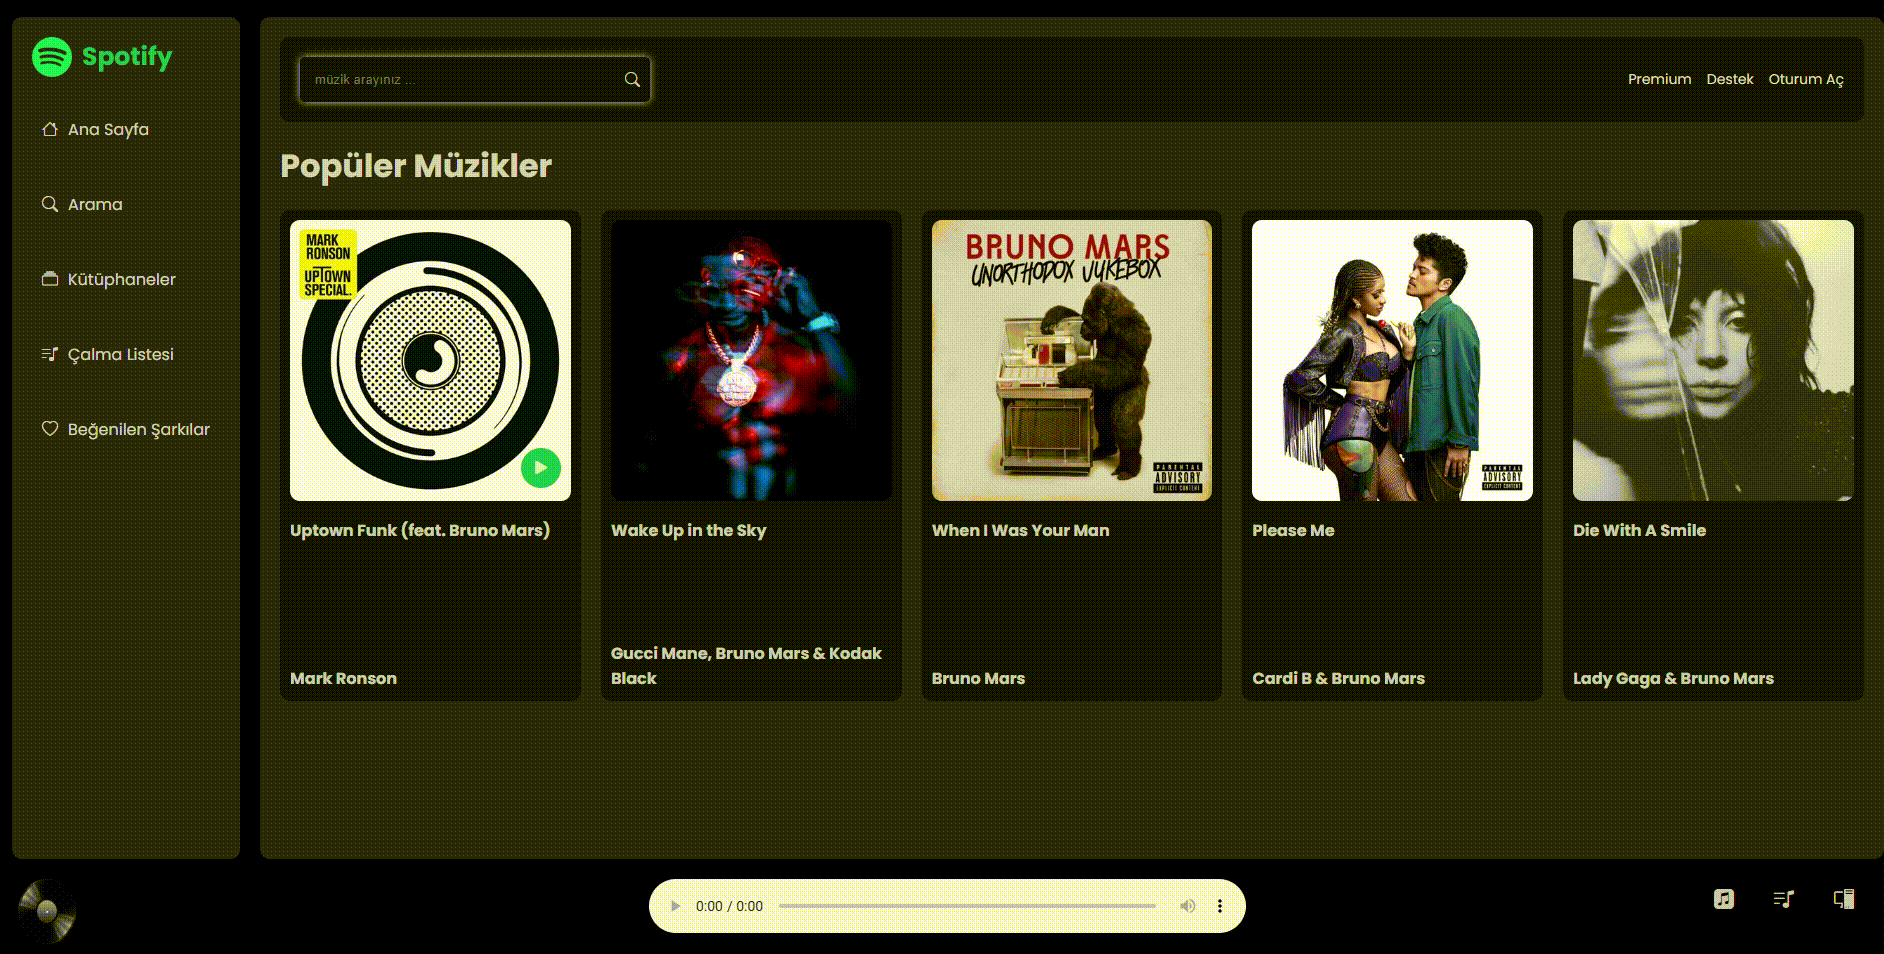 Spotify
Ana Sayfa
Arama
Kütüphaneler
Çalma Listesi
Beğenilen Şarkılar
müzik arayınız ...
Premium Destek Oturum Aç
Popüler Müzikler
MARK
RONSON
UPTOWN
SPECIAL.
Uptown Funk (feat. Bruno Mars)
Mark Ronson
Wake Up in the Sky
Gucci Mane, Bruno Mars & Kodak
Black
BRUNO MARS
UNORTHODOX JUKEBOX
PARENTAL
ADVISORY
EXPLICIT CONTENT
When I Was Your Man
Bruno Mars
PARENTAL
ADVISORY
EXPLICIT CONTENT
Please Me
Cardi B & Bruno Mars
Die With A Smile
Lady Gaga & Bruno Mars
0:00 / 0:00